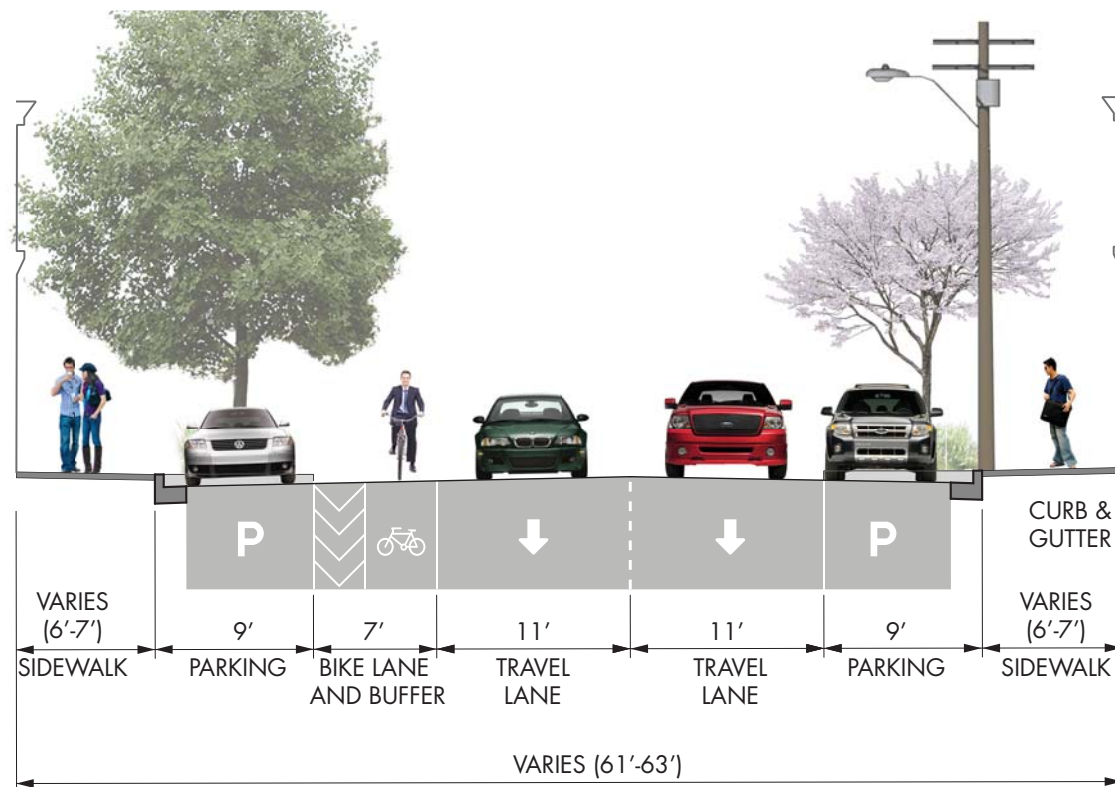 P
P
CURB &
GUTTER
VARIES
(6'-7')
SIDEWALK
9'
PARKING
7'
BIKE LANE
AND BUFFER
11'
TRAVEL
LANE
11'
TRAVEL
LANE
9'
PARKING
VARIES
(6'-7')
SIDEWALK
VARIES (61'-63')